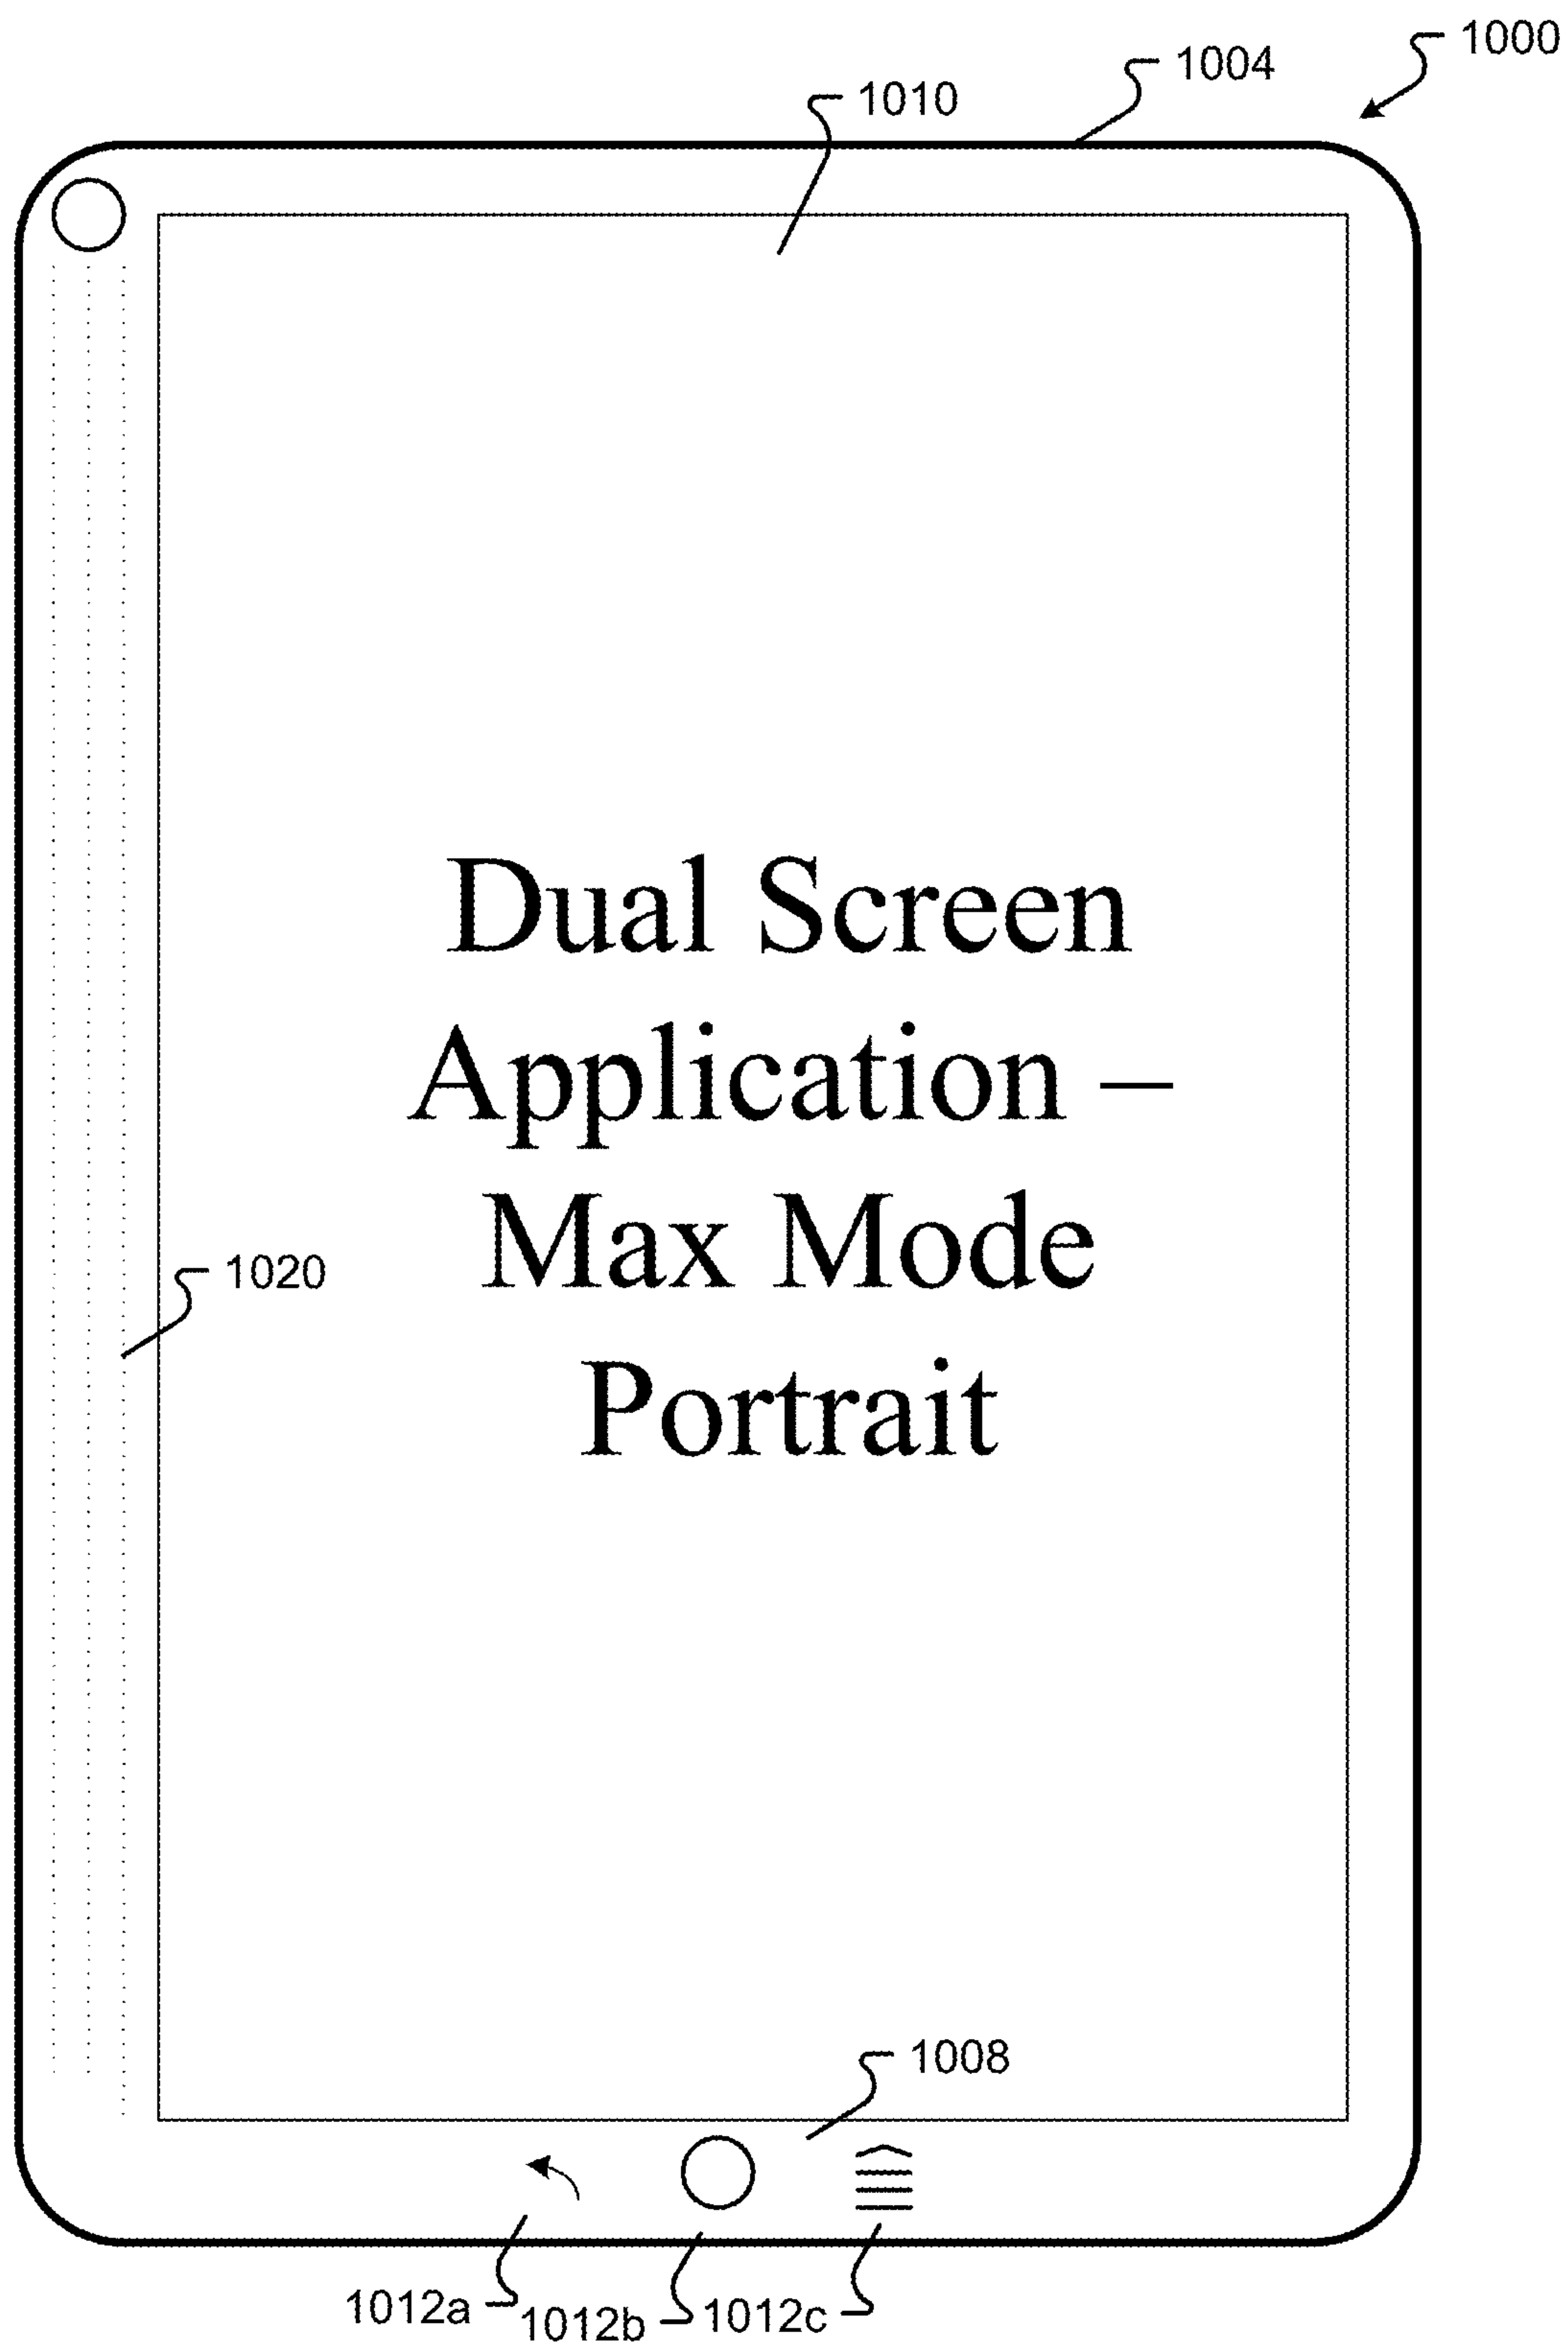 1000
1004
1010
Dual Screen
Application –
Max Mode
Portrait
1020
1008
1012a
1012b
1012c